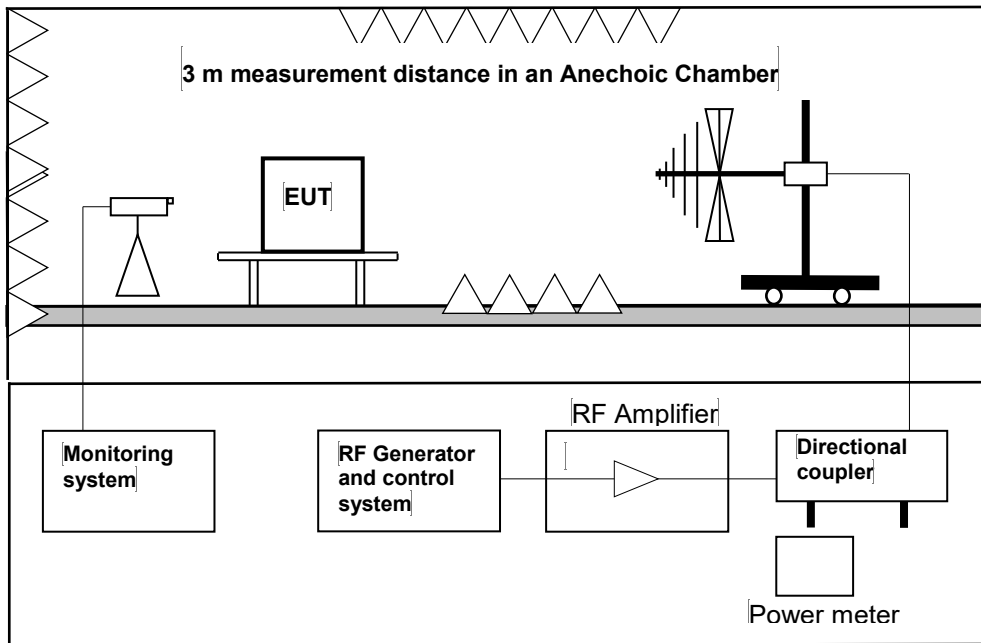 3 m measurement distance in an Anechoic Chamber
EUT
RF Amplifier
Monitoring
system
RF Generator
and control
system
Directional
coupler
Power meter